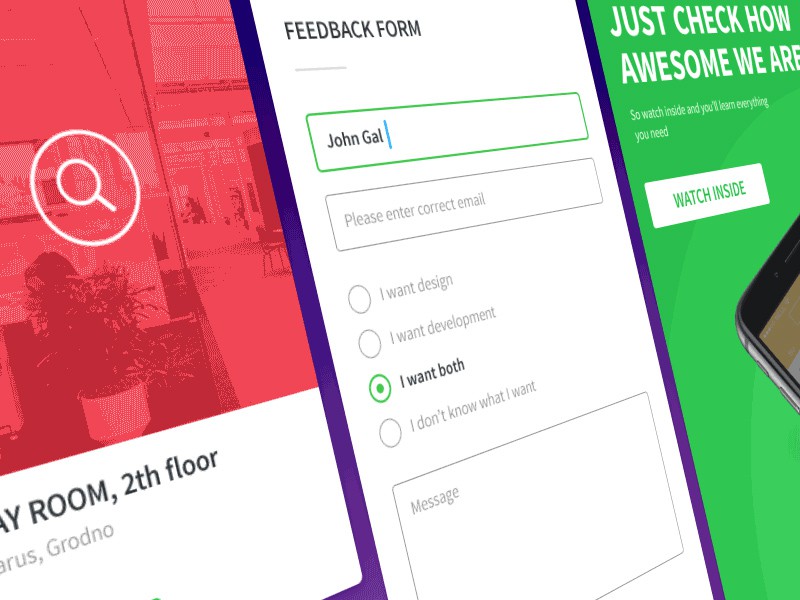 FEEDBACK FORM
John Gal
Please enter correct email
I want design
I want development
I want both
I don't know what I want
Message
AY ROOM, 2th floor
arus, Grodno
JUST CHECK HOW
AWESOME WE ARE
So watch inside and you'll learn everything
you need
WATCH INSIDE